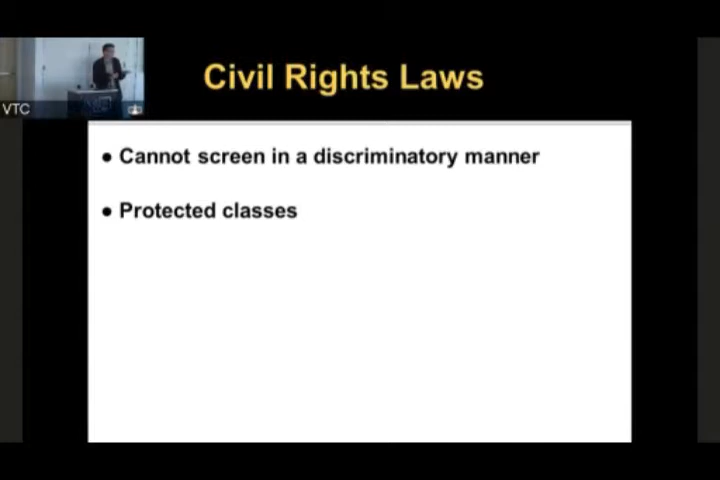 Civil Rights Laws
VTC
● Cannot screen in a discriminatory manner
● Protected classes